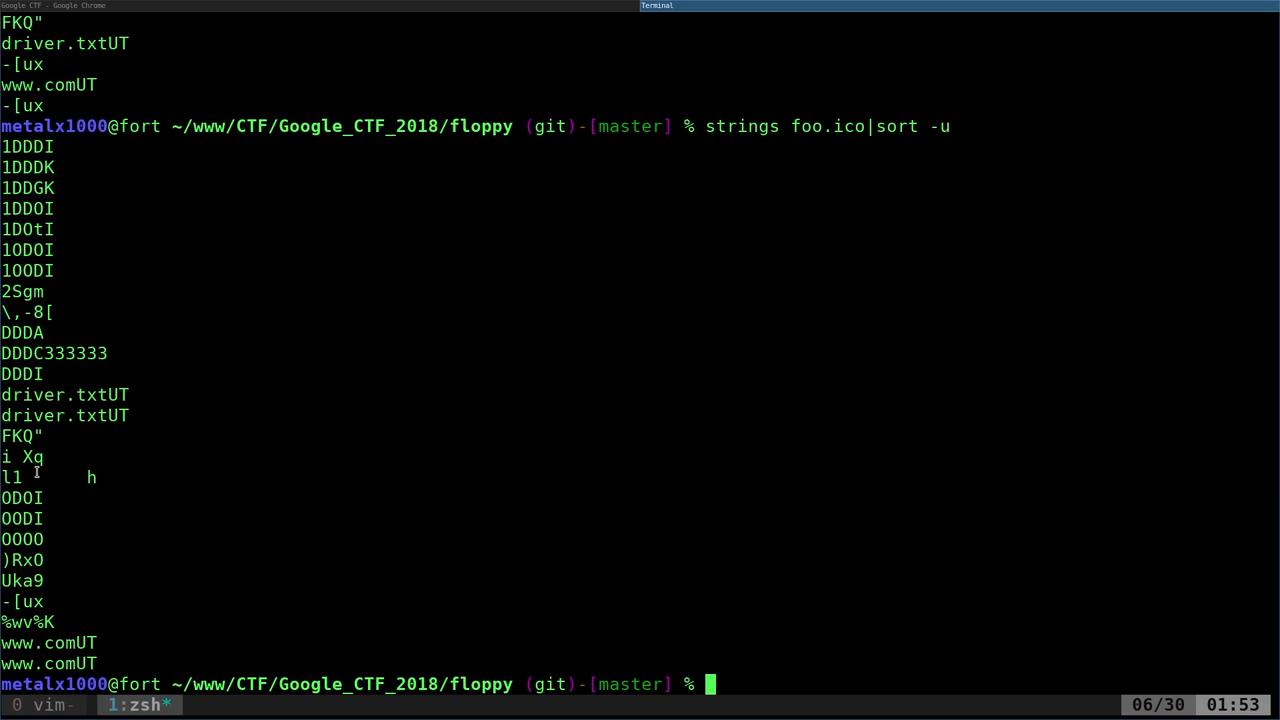 Google CTF - Google Chrome
Terminal
FKQ"
driver.txtUT
-[ux
www.comUT
-[ux
metalx1000@fort ~/www/CTF/Google_CTF_2018/floppy (git)-[master] % strings foo.ico|sort -u
1DDDI
1DDDK
1DDGK
1DDOI
1DOtI
1ODOI
1OODI
2Sgm
\,-8[
DDDA
DDDC333333
DDDI
driver.txtUT
driver.txtUT
FKQ"
i Xq
l1      h
ODOI
OODI
OOOO
)RxO
Uka9
-[ux
%wv%K
www.comUT
www.comUT
metalx1000@fort ~/www/CTF/Google_CTF_2018/floppy (git)-[master] %
0 vim- 1:zsh* 06/30 01:53